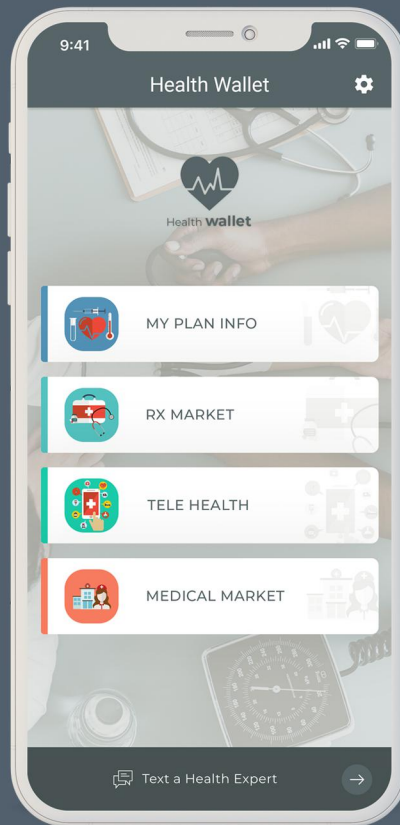 9:41
Health Wallet
Health wallet
MY PLAN INFO
RX MARKET
TELE HEALTH
MEDICAL MARKET
Text a Health Expert